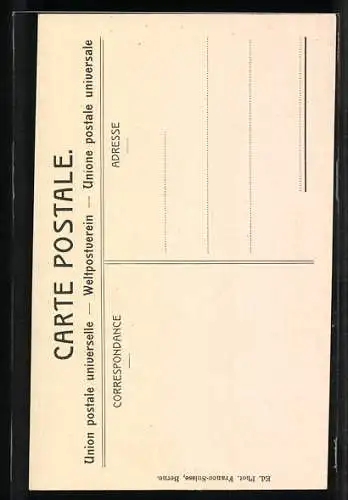 CARTE POSTALE.
Union postale universelle — Weltpostverein — Unione postale universale
CORRESPONDANCE
ADRESSE
Ed. Phot. Franco-Suisse, Berne.